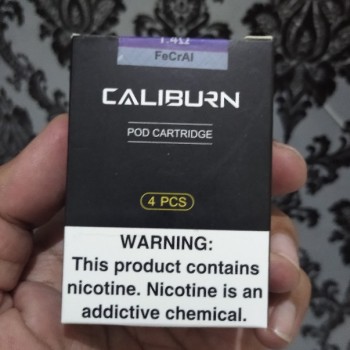 1.4Ω
FeCrAl
CALIBURN
POD CARTRIDGE
4 PCS
WARNING:
This product contains
nicotine. Nicotine is an
addictive chemical.